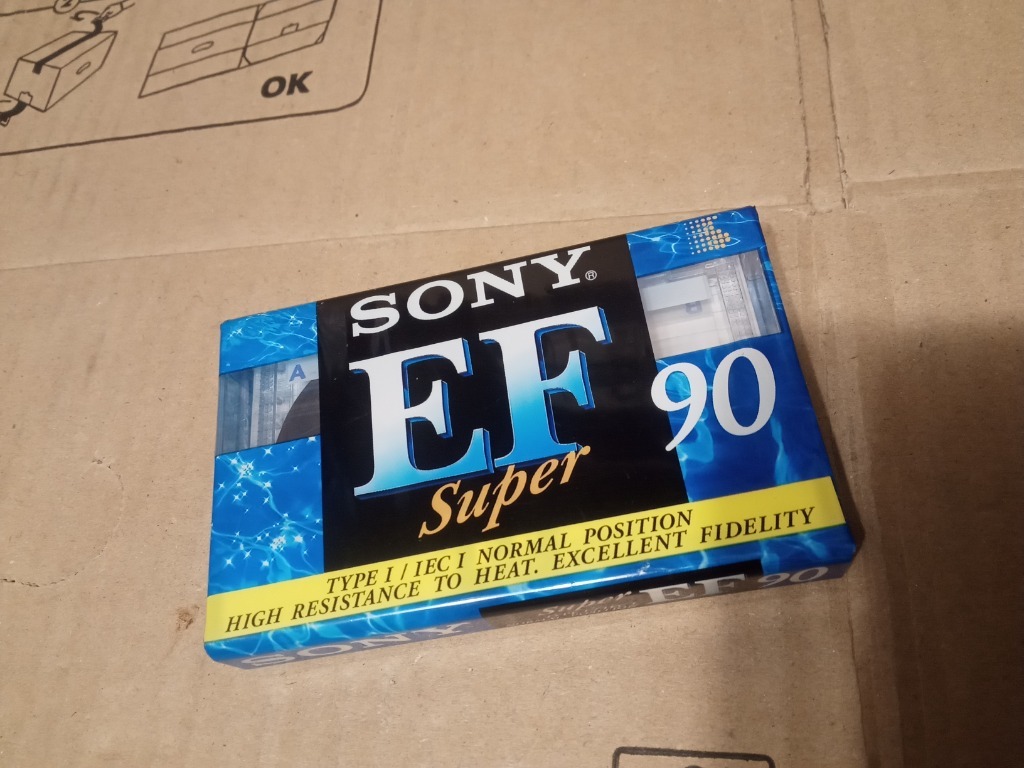 OK
SONY®
A
EF
90
Super
TYPE I / IEC I NORMAL POSITION
HIGH RESISTANCE TO HEAT. EXCELLENT FIDELITY
SONY Super EF 90